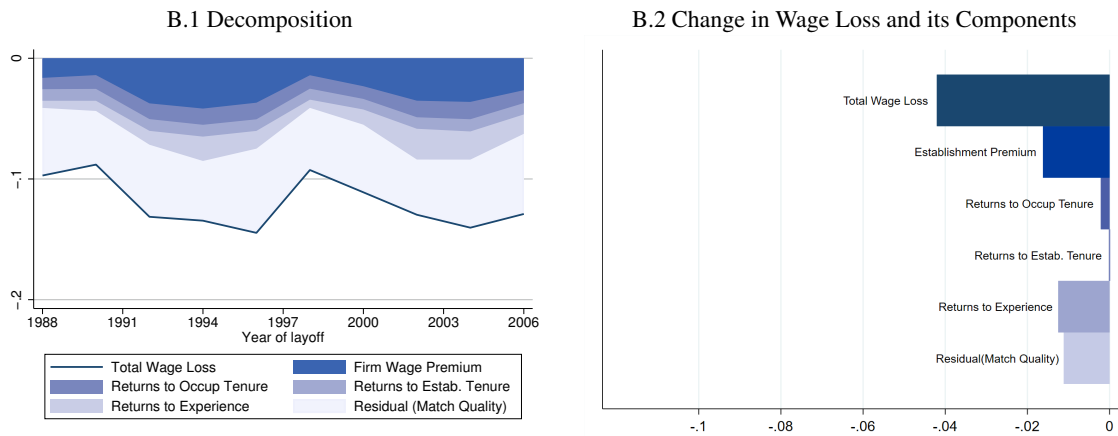 B.1 Decomposition
0
-.1
-.2
1988 1991 1994 1997 2000 2003 2006
Year of layoff
Total Wage Loss Firm Wage Premium
Returns to Occup Tenure Returns to Estab. Tenure
Returns to Experience Residual (Match Quality)
B.2 Change in Wage Loss and its Components
Total Wage Loss
Establishment Premium
Returns to Occup Tenure
Returns to Estab. Tenure
Returns to Experience
Residual(Match Quality)
-.1 -.08 -.06 -.04 -.02 0